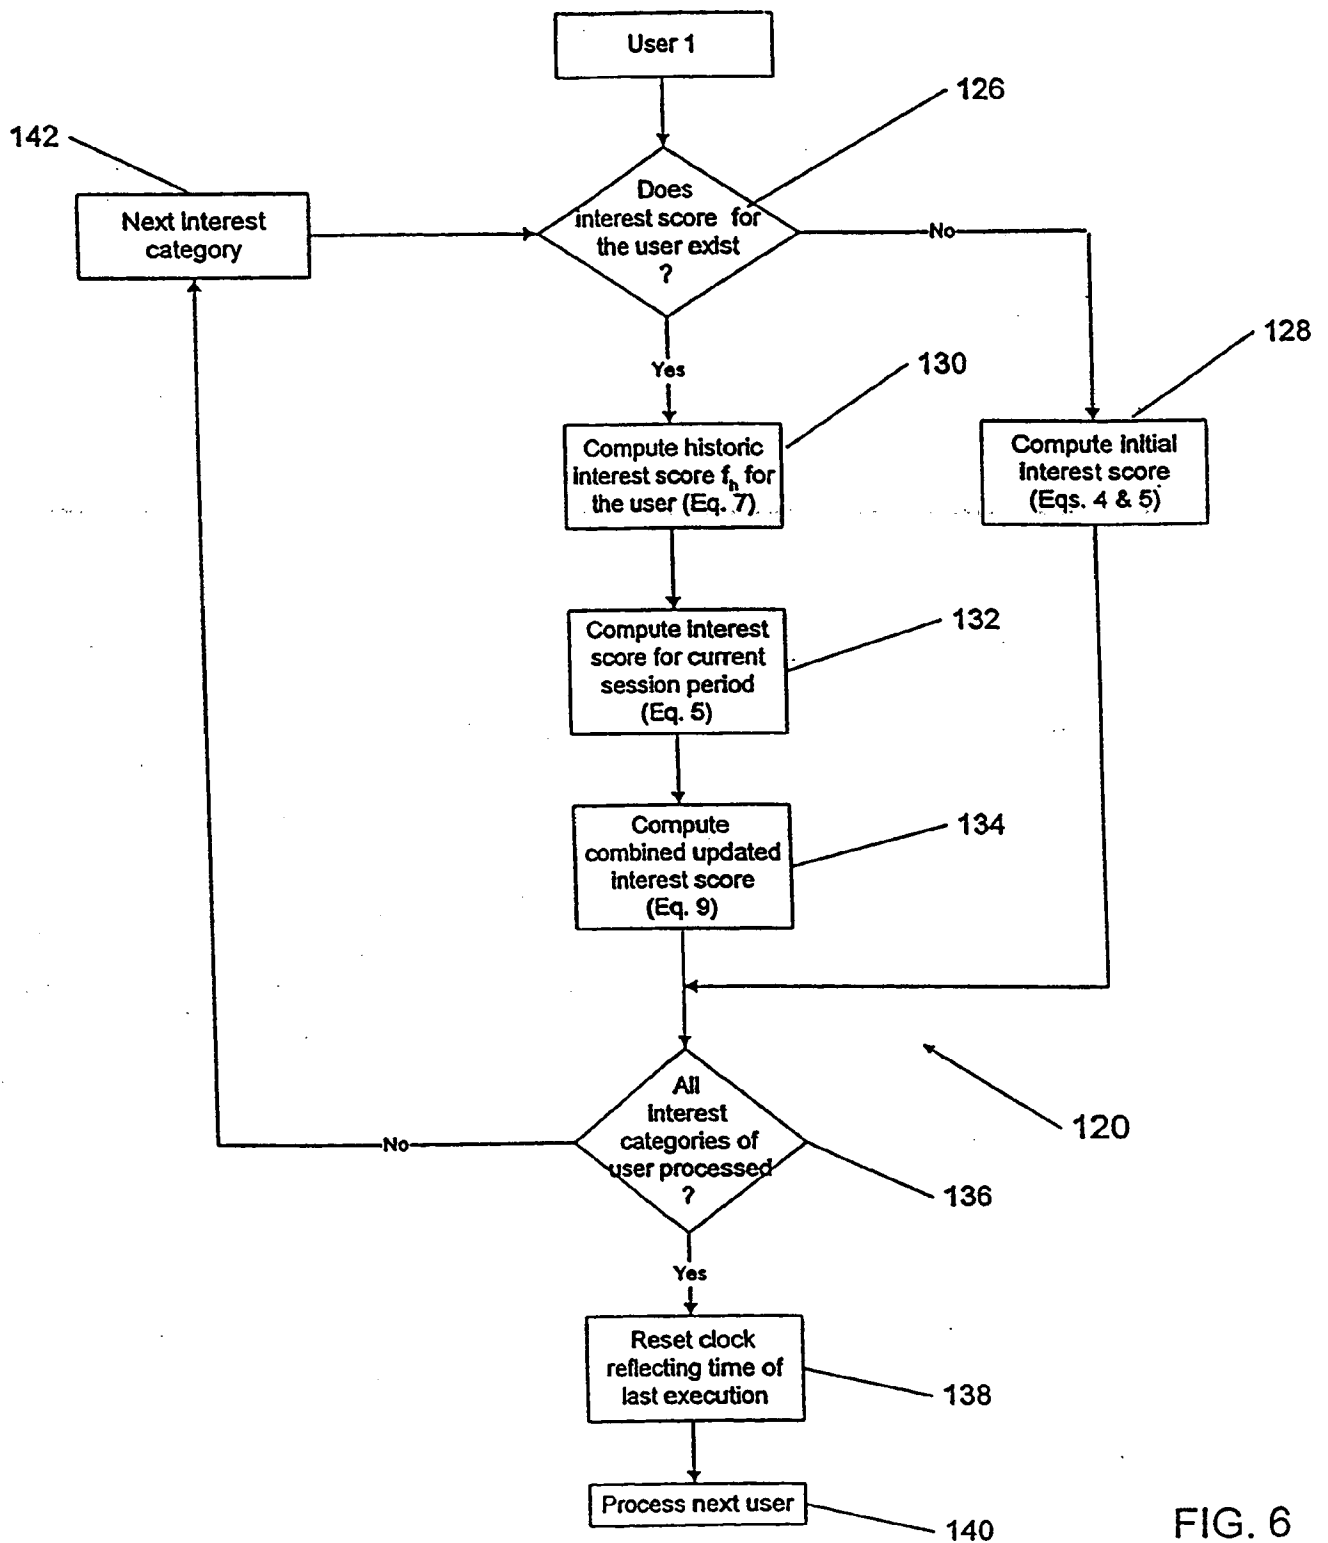 User 1
126
142
Does
interest score for
the user exist
?
Next interest
category
No
128
Yes
130
Compute historic
interest score fh for
the user (Eq. 7)
Compute initial
interest score
(Eqs. 4 & 5)
Compute interest
score for current
session period
(Eq. 5)
132
Compute
combined updated
interest score
(Eq. 9)
134
All
interest
categories of
user processed
?
No
120
136
Yes
Reset clock
reflecting time of
last execution
138
Process next user
140
FIG. 6